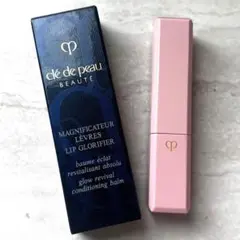 clé de peau
BEAUTÉ
MAGNIFICATEUR
LÈVRES
LIP GLORIFIER
baume éclat
revitalisant absolu
glow revival
conditioning balm